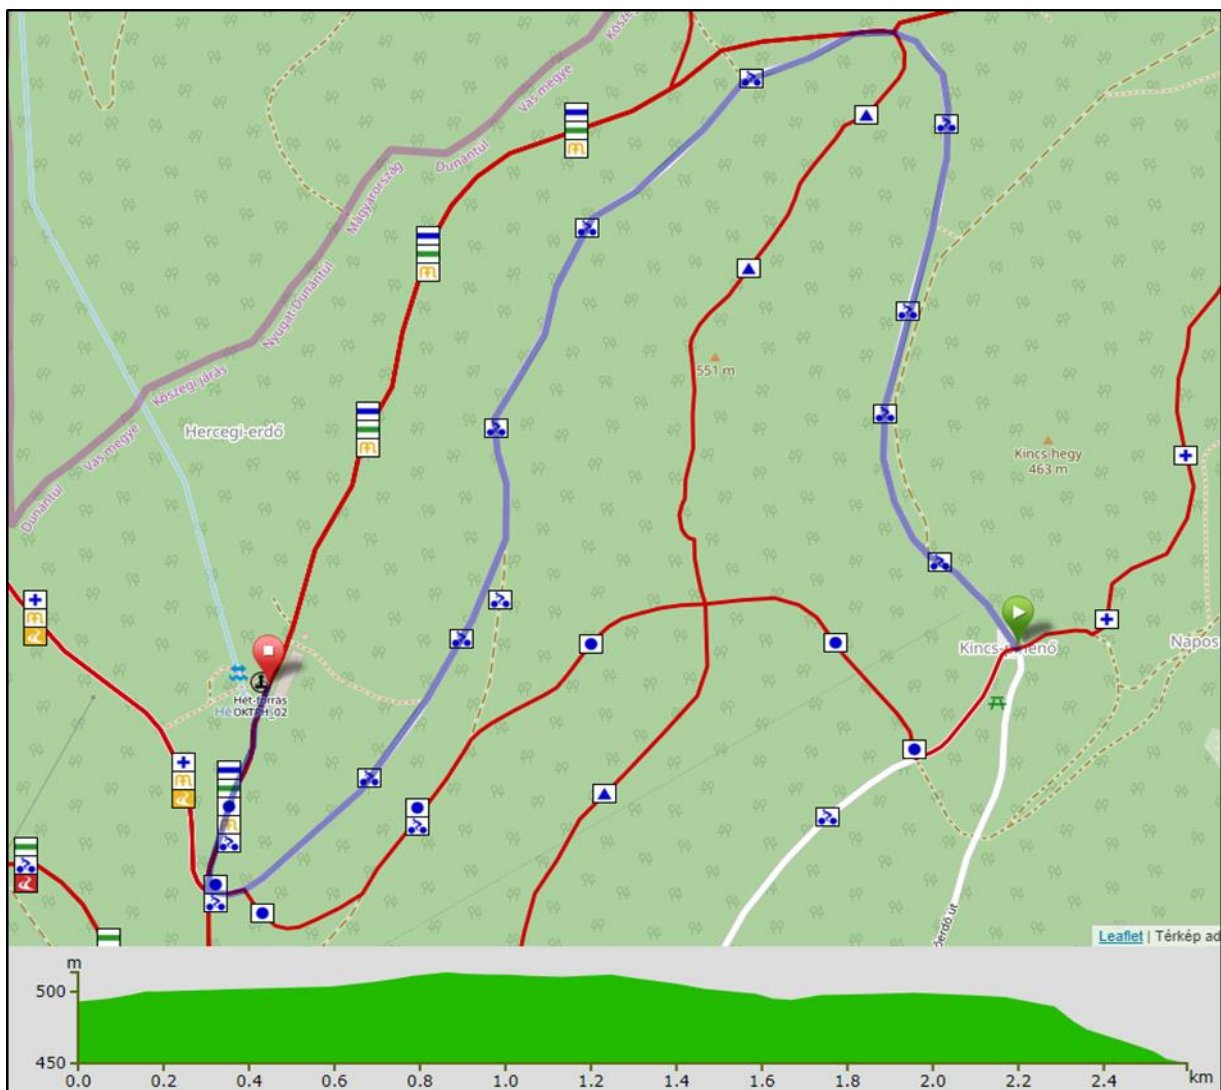 Kőszeg
Vas megye
Dunántúl
Magyarország
Nyugat-Dunántúl
551 m
Kőszegi járás
Hercegi-erdő
Vas megye
Dunántúl
Kincs-hegy
463 m
Napos
Hét-forrás
OKTPH_02
Leaflet | Térkép ad
m
500
450
0.0 0.2 0.4 0.6 0.8 1.0 1.2 1.4 1.6 1.8 2.0 2.2 2.4 km